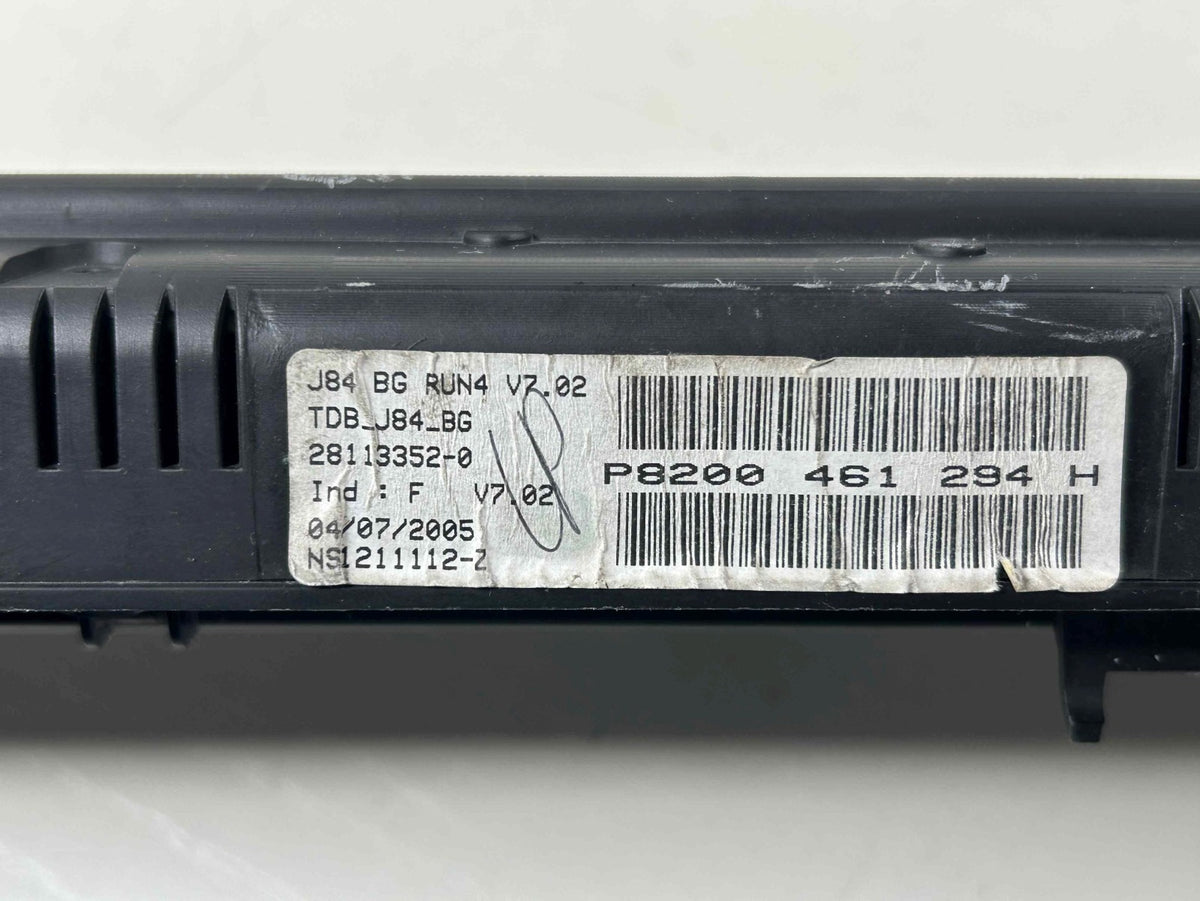 J84 BG RUN4 V7.02
TDB_J84_BG
28113352-0
Ind : F V7.02
04/07/2005
NS1211112-Z
P8200 461 294 H